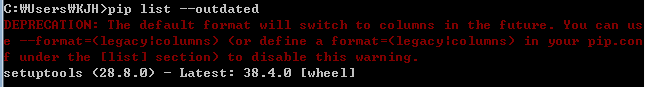 C:₩Users₩KJH>pip list --outdated
DEPRECATION: The default format will switch to columns in the future. You can us
e --format=(legacy¦columns) (or define a format=(legacy¦columns) in your pip.con
f under the [list] section) to disable this warning.
setuptools (28.8.0) - Latest: 38.4.0 [wheel]